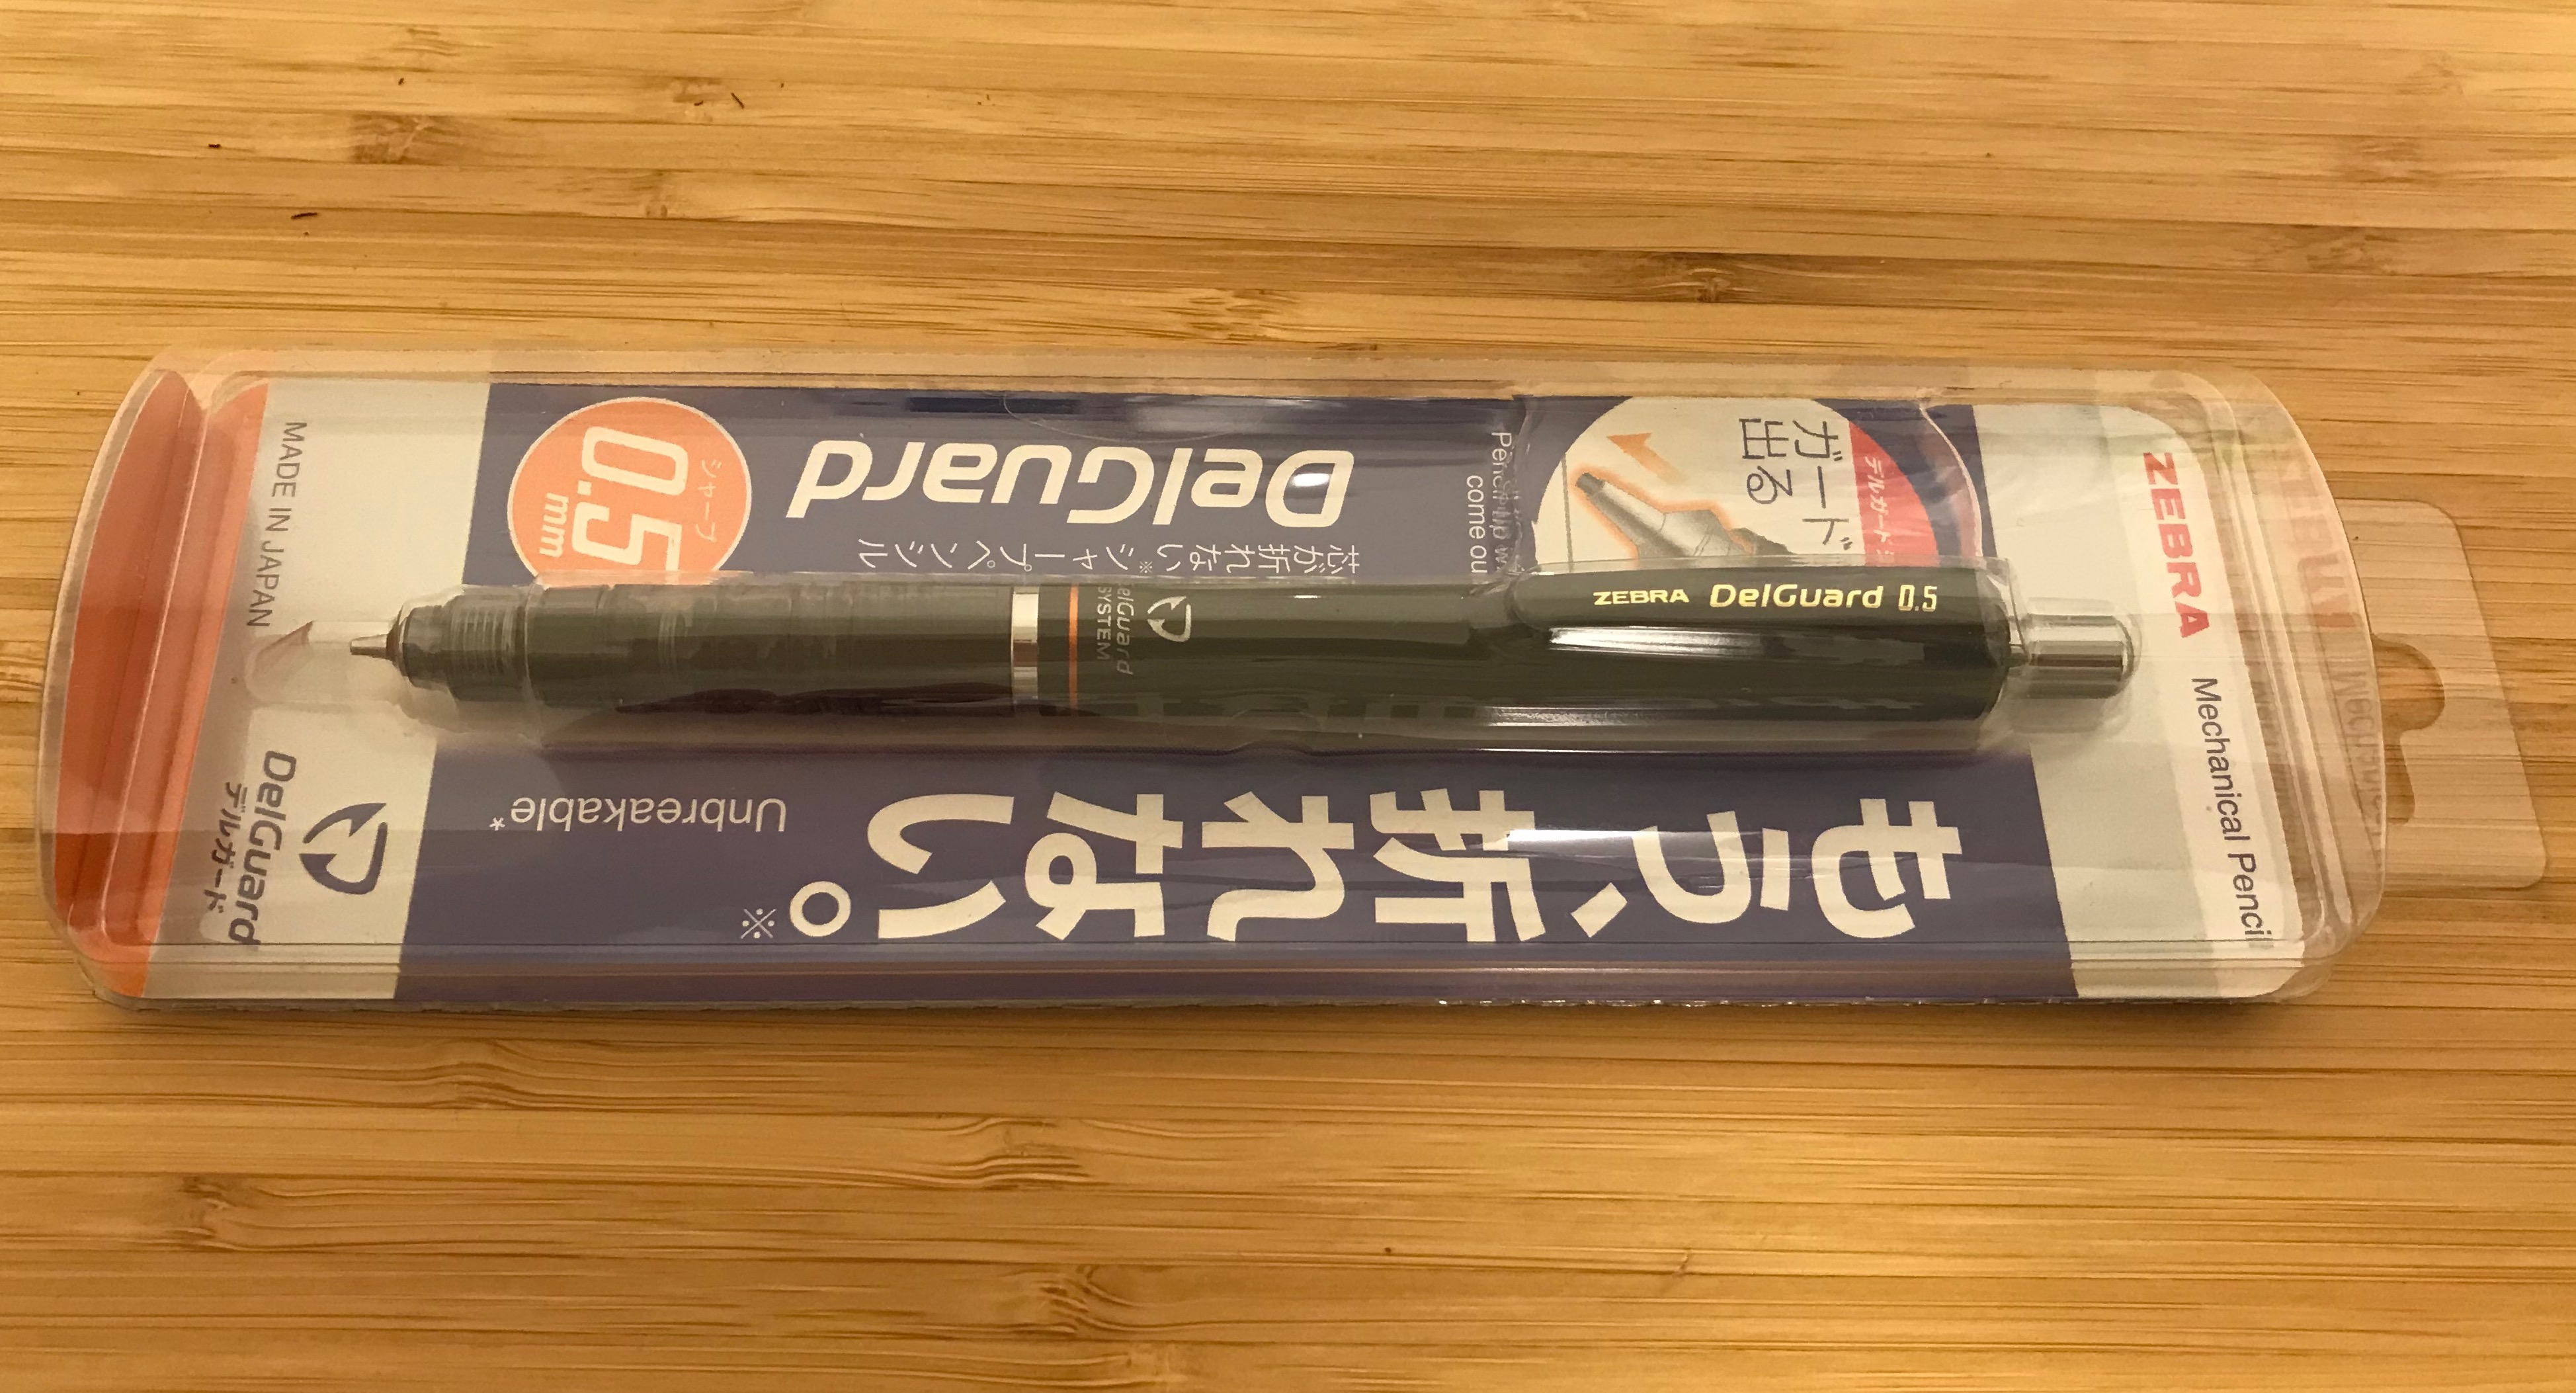 ZEBRA
Mechanical Pencil
もう、折れない。※
Unbreakable*
デルガード
ガード
出る
come ou
DelGuard
芯が折れない※シャープペンシル
シャープ
0.5
mm
ZEBRA DelGuard 0.5
DelGuard
SYSTEM
DelGuard
デルガード
MADE IN JAPAN